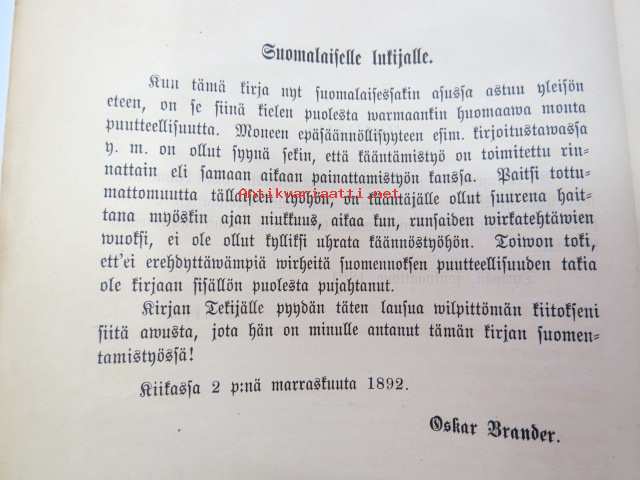 Suomalaiselle lukijalle.
Kun tämä kirja nyt suomalaisessakin asussa astuu yleisön
eteen, on se siinä kielen puolesta warmaankin huomaawa monta
puutteellisuutta. Moneen epäsäännöllisyyteen esim. kirjoitustawassa
y. m. on ollut syynä sekin, että kääntämistyö on toimitettu rin-
nattain eli samaan aikaan painattamistyön kanssa. Paitsi tottu-
mattomuutta tällaiseen työhön, on kääntäjälle ollut suurena hait-
Antikwariaatti.net
tana myöskin ajan niukkuus, aikaa kun, runsaiden wirkatehtäwien
wuoksi, ei ole ollut kylliksi uhrata käännöstyöhön. Toiwon toki,
ett'ei erehdyttäwämpiä wirheitä suomennoksen puutteellisuuden takia
ole kirjaan sisällön puolesta pujahtanut.
Kirjan Tekijälle pyydän täten lausua wilpittömän kiitokseni
siitä awusta, jota hän on minulle antanut tämän kirjan suomen-
tamistyössä!
Kiikassa 2 p:nä marraskuuta 1892.
Oskar Brander.